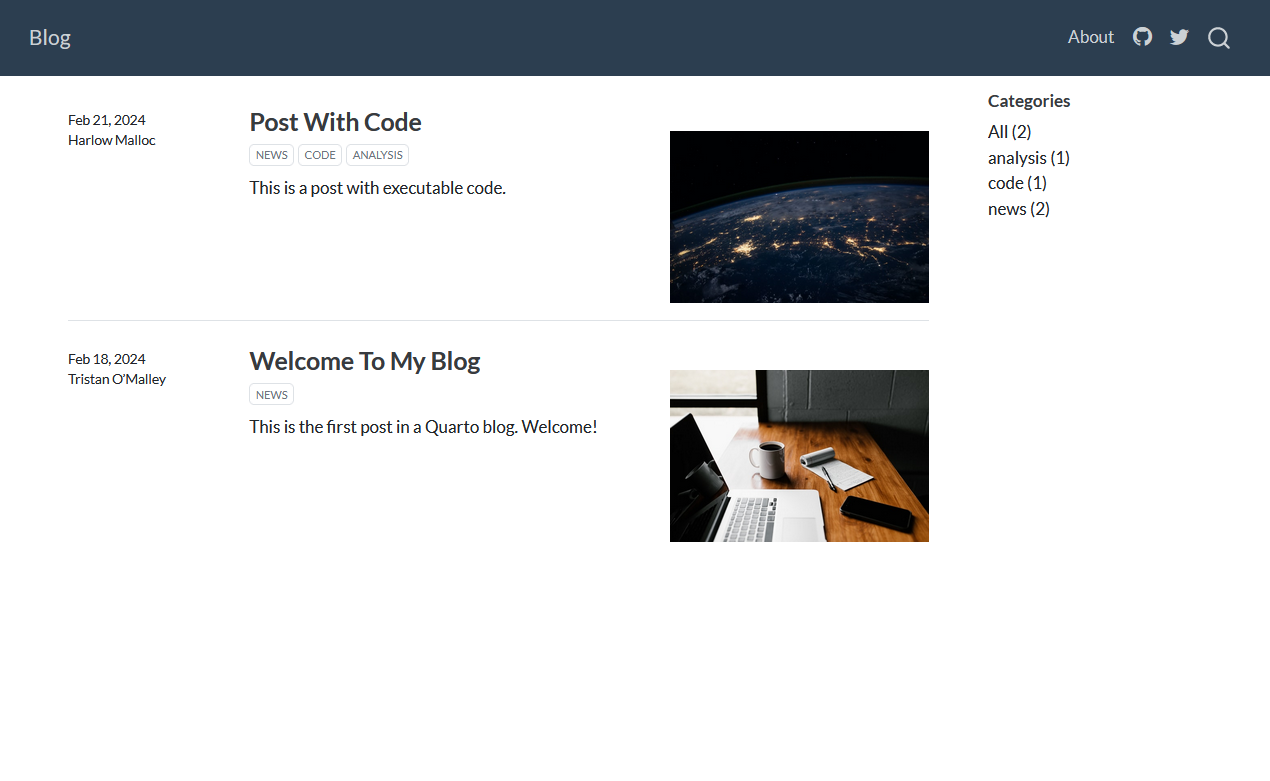 Blog
About
Feb 21, 2024
Harlow Malloc
Post With Code
NEWS CODE ANALYSIS
This is a post with executable code.
Feb 18, 2024
Tristan O’Malley
Welcome To My Blog
NEWS
This is the first post in a Quarto blog. Welcome!
Categories
All (2)
analysis (1)
code (1)
news (2)